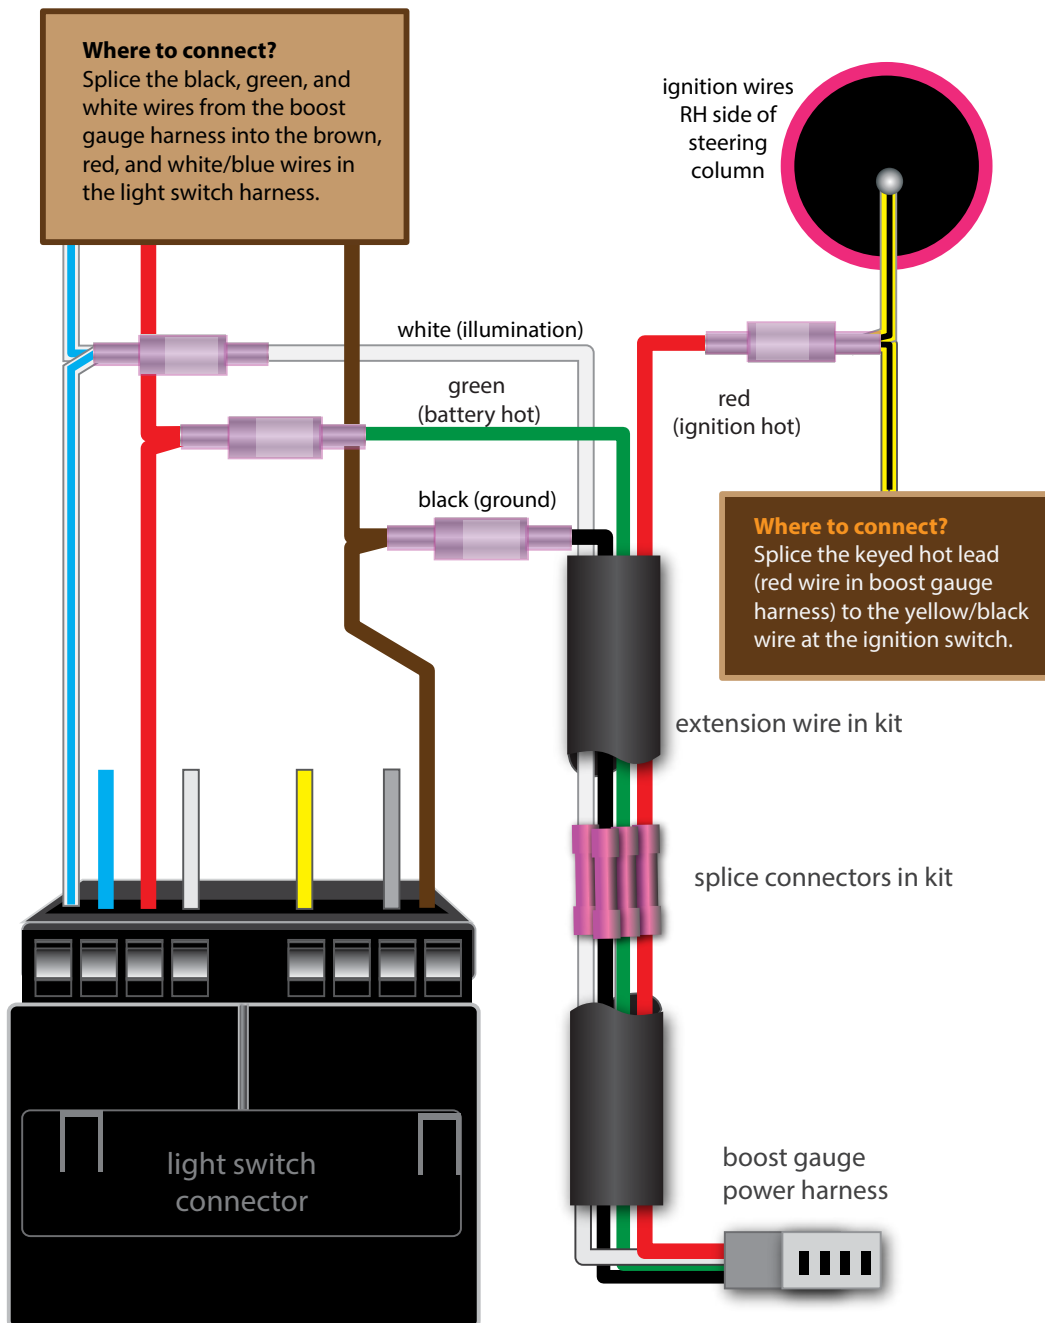 Where to connect?
Splice the black, green, and
white wires from the boost
gauge harness into the brown,
red, and white/blue wires in
the light switch harness.
ignition wires
RH side of
steering
column
white (illumination)
green
(battery hot)
red
(ignition hot)
black (ground)
Where to connect?
Splice the keyed hot lead
(red wire in boost gauge
harness) to the yellow/black
wire at the ignition switch.
extension wire in kit
splice connectors in kit
light switch
connector
boost gauge
power harness